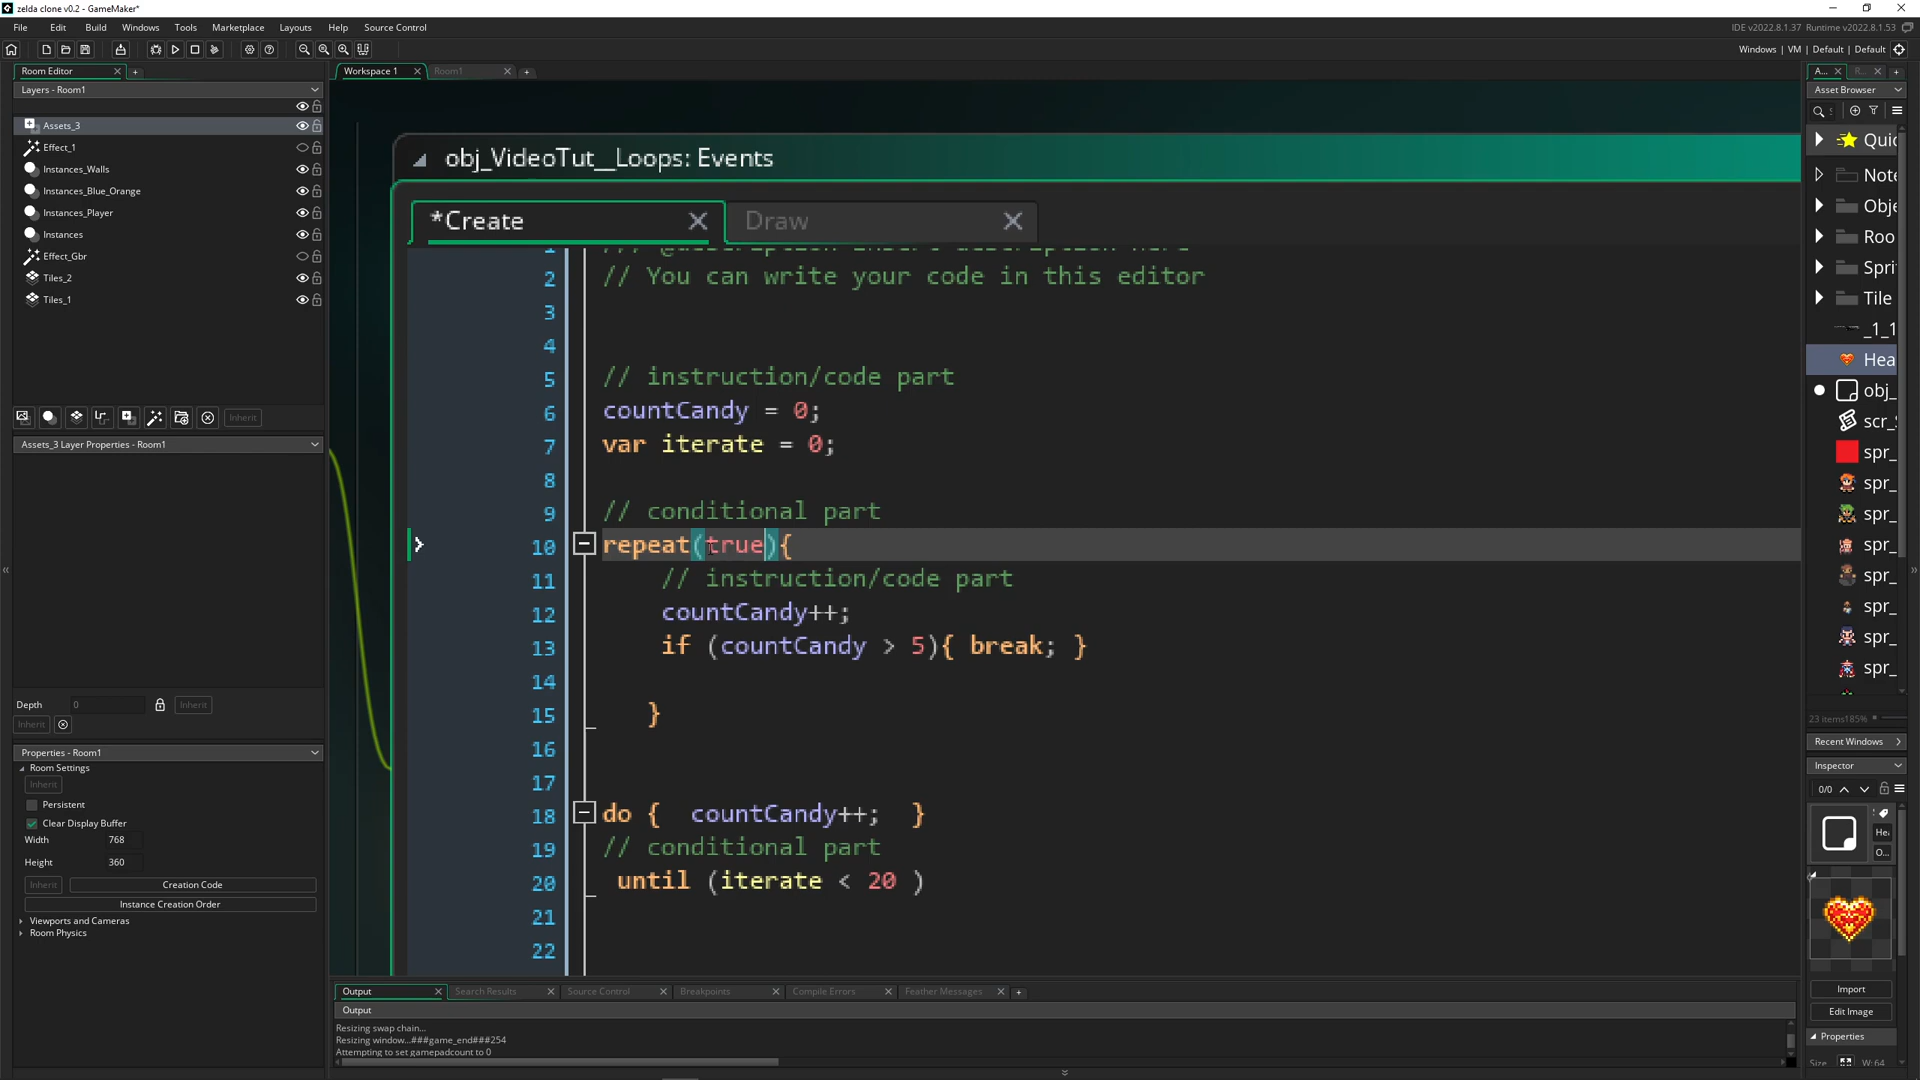 zelda clone v0.2 - GameMaker*
File Edit Build Windows Tools Marketplace Layouts Help Source Control
IDE v2022.8.1.37 Runtime v2022.8.1.53
Windows | VM | Default | Default
Room Editor
Workspace 1
Room1
Layers - Room1
Assets_3
Effect_1
Instances_Walls
Instances_Blue_Orange
Instances_Player
Instances
Effect_Gbr
Tiles_2
Tiles_1
Inherit
Assets_3 Layer Properties - Room1
Depth 0 Inherit
Inherit
Properties - Room1
Room Settings
Inherit
Persistent
Clear Display Buffer
Width 768
Height 360
Inherit Creation Code
Instance Creation Order
Viewports and Cameras
Room Physics
obj_VideoTut__Loops: Events
*Create
Draw
2 // You can write your code in this editor
3
4
5 // instruction/code part
6 countCandy = 0;
7 var iterate = 0;
8
9 // conditional part
10 repeat(true){
11 // instruction/code part
12 countCandy++;
13 if (countCandy > 5){ break; }
14
15 }
16
17
18 do { countCandy++; }
19 // conditional part
20 until (iterate < 20 )
21
22
Output Search Results Source Control Breakpoints Compile Errors Feather Messages
Output
Resizing swap chain...
Resizing window...###game_end###254
Attempting to set gamepadcount to 0
A...
Asset Browser
Quic
Note
Obje
Roo
Spri
Tile
_1_1
Hea
obj_
scr_
spr_
spr_
spr_
spr_
spr_
spr_
spr_
spr_
23 items 185%
Recent Windows
Inspector
0/0
He
O...
Import
Edit Image
Properties
Size W:64